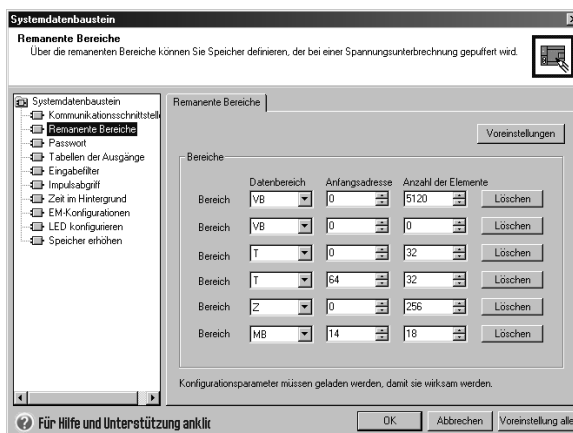 Systemdatenbaustein
Remanente Bereiche
Über die remanenten Bereiche können Sie Speicher definieren, der bei einer Spannungsunterbrechnung gepuffert wird.
Systemdatenbaustein
Kommunikationsschnittstell
Remanente Bereiche
Passwort
Tabellen der Ausgänge
Eingabefilter
Impulsabgriff
Zeit im Hintergrund
EM-Konfigurationen
LED konfigurieren
Speicher erhöhen
Remanente Bereiche
Voreinstellungen
Bereiche
Datenbereich Anfangsadresse Anzahl der Elemente
Bereich VB 0 5120 Löschen
Bereich VB 0 0 Löschen
Bereich T 0 32 Löschen
Bereich T 64 32 Löschen
Bereich Z 0 256 Löschen
Bereich MB 14 18 Löschen
Konfigurationsparameter müssen geladen werden, damit sie wirksam werden.
Für Hilfe und Unterstützung anklic
OK Abbrechen Voreinstellung alle